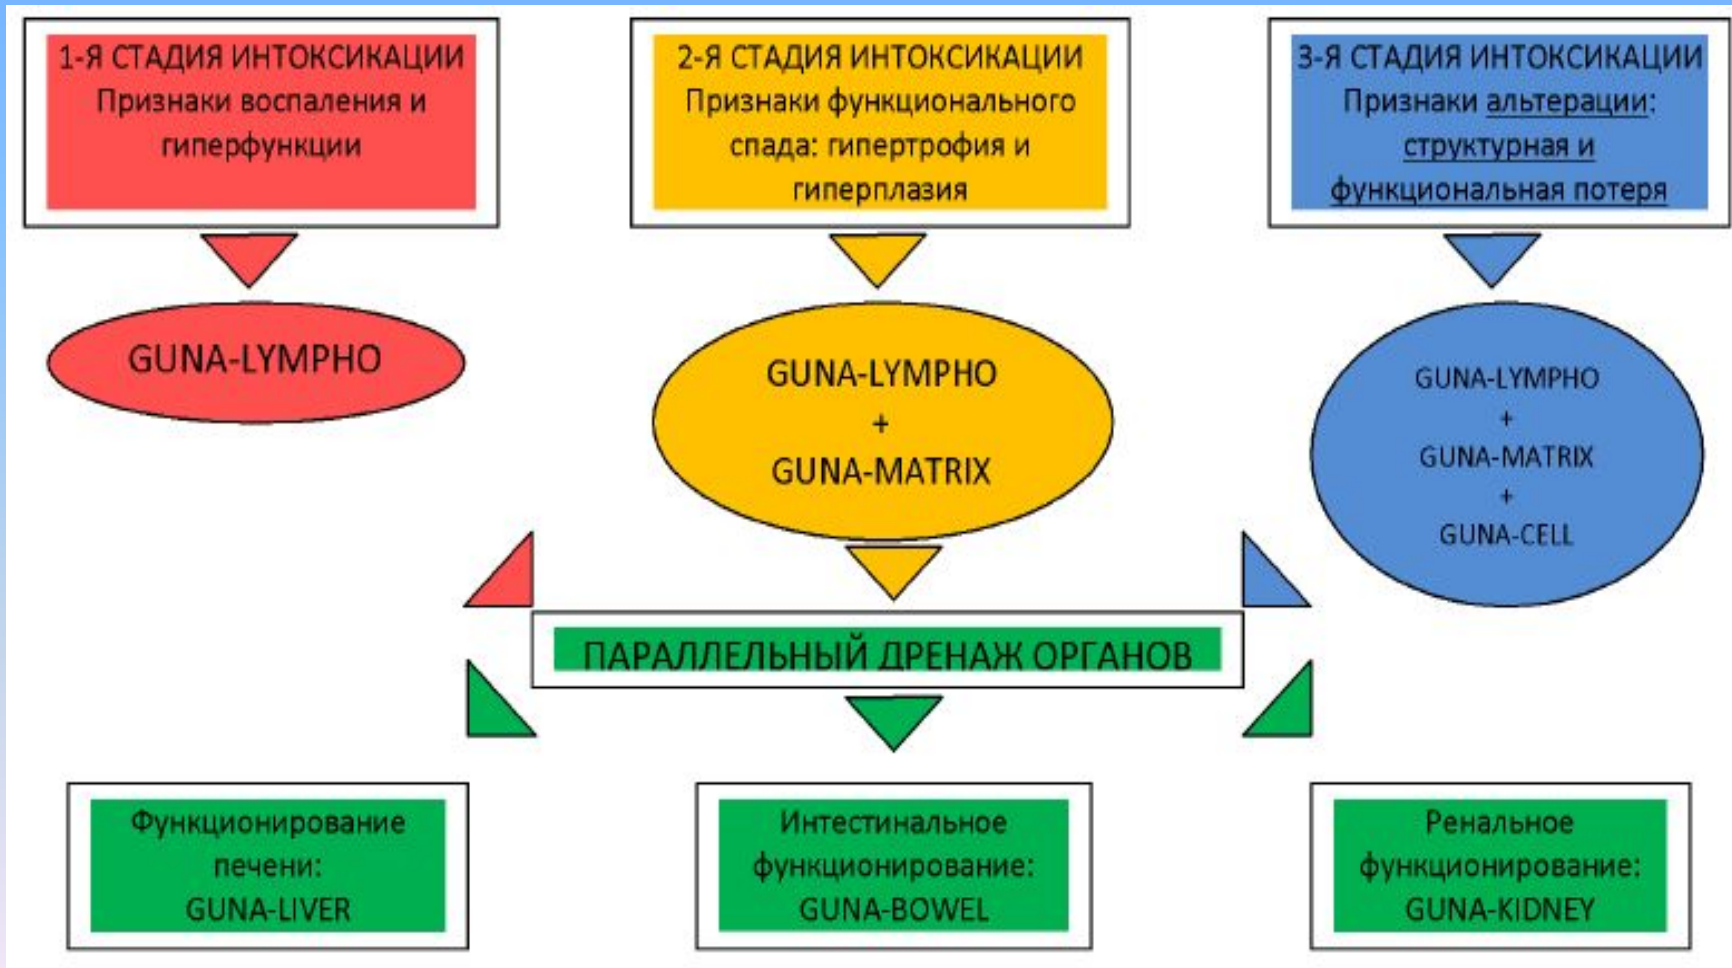 1-Я СТАДИЯ ИНТОКСИКАЦИИ
Признаки воспаления и
гиперфункции
2-Я СТАДИЯ ИНТОКСИКАЦИИ
Признаки функционального
спада: гипертрофия и
гиперплазия
3-Я СТАДИЯ ИНТОКСИКАЦИИ
Признаки альтерации:
структурная и
функциональная потеря
GUNA-LYMPHO
GUNA-LYMPHO
+
GUNA-MATRIX
GUNA-LYMPHO
+
GUNA-MATRIX
+
GUNA-CELL
ПАРАЛЛЕЛЬНЫЙ ДРЕНАЖ ОРГАНОВ
Функционирование
печени:
GUNA-LIVER
Интестинальное
функционирование:
GUNA-BOWEL
Ренальное
функционирование:
GUNA-KIDNEY